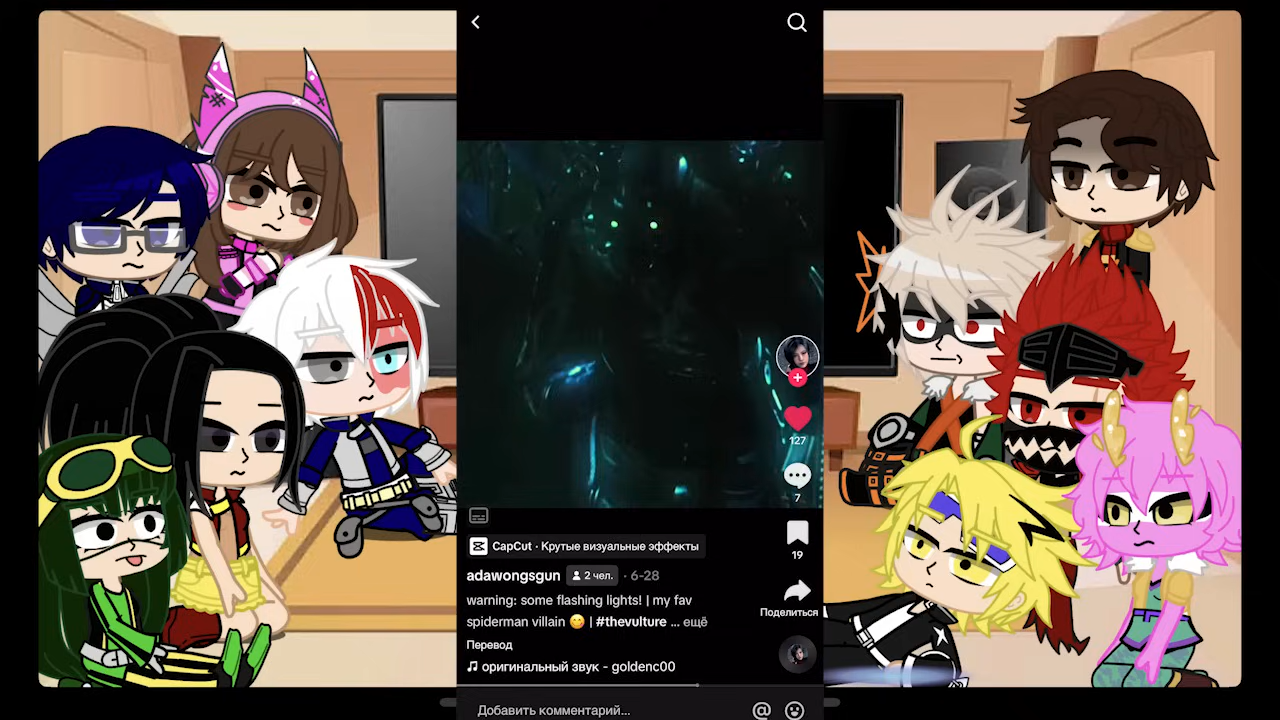 127
7
19
CapCut · Крутые визуальные эффекты
adawongsgun 2 чел. · 6-28
warning: some flashing lights! | my fav
spiderman villain 😋 | #thevulture ... ещё
Поделиться
Перевод
оригинальный звук - goldenc00
Добавить комментарий...